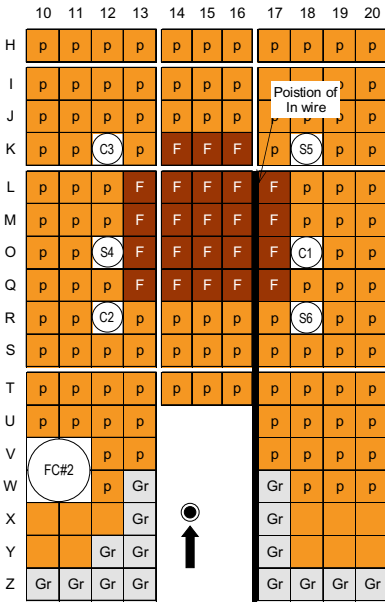 10 11 12 13 14 15 16 17 18 19 20
H p p p p p p p p p p p
I p p p p p p p p p p
Poistion of
In wire
J p p p p p p p p p
K p p C3 p F F F p S5 p p
L p p p F F F F F p p p
M p p p F F F F F p p p
O p p S4 F F F F F C1 p p
Q p p p F F F F F p p p
R p p C2 p p p p p S6 p p
S p p p p p p p p p p p
T p p p p p p p p p p p
U p p p p p p p p
V p p p p p p
FC#2
W p Gr Gr p p p
X Gr Gr
Y Gr Gr Gr
Z Gr Gr Gr Gr Gr Gr Gr Gr